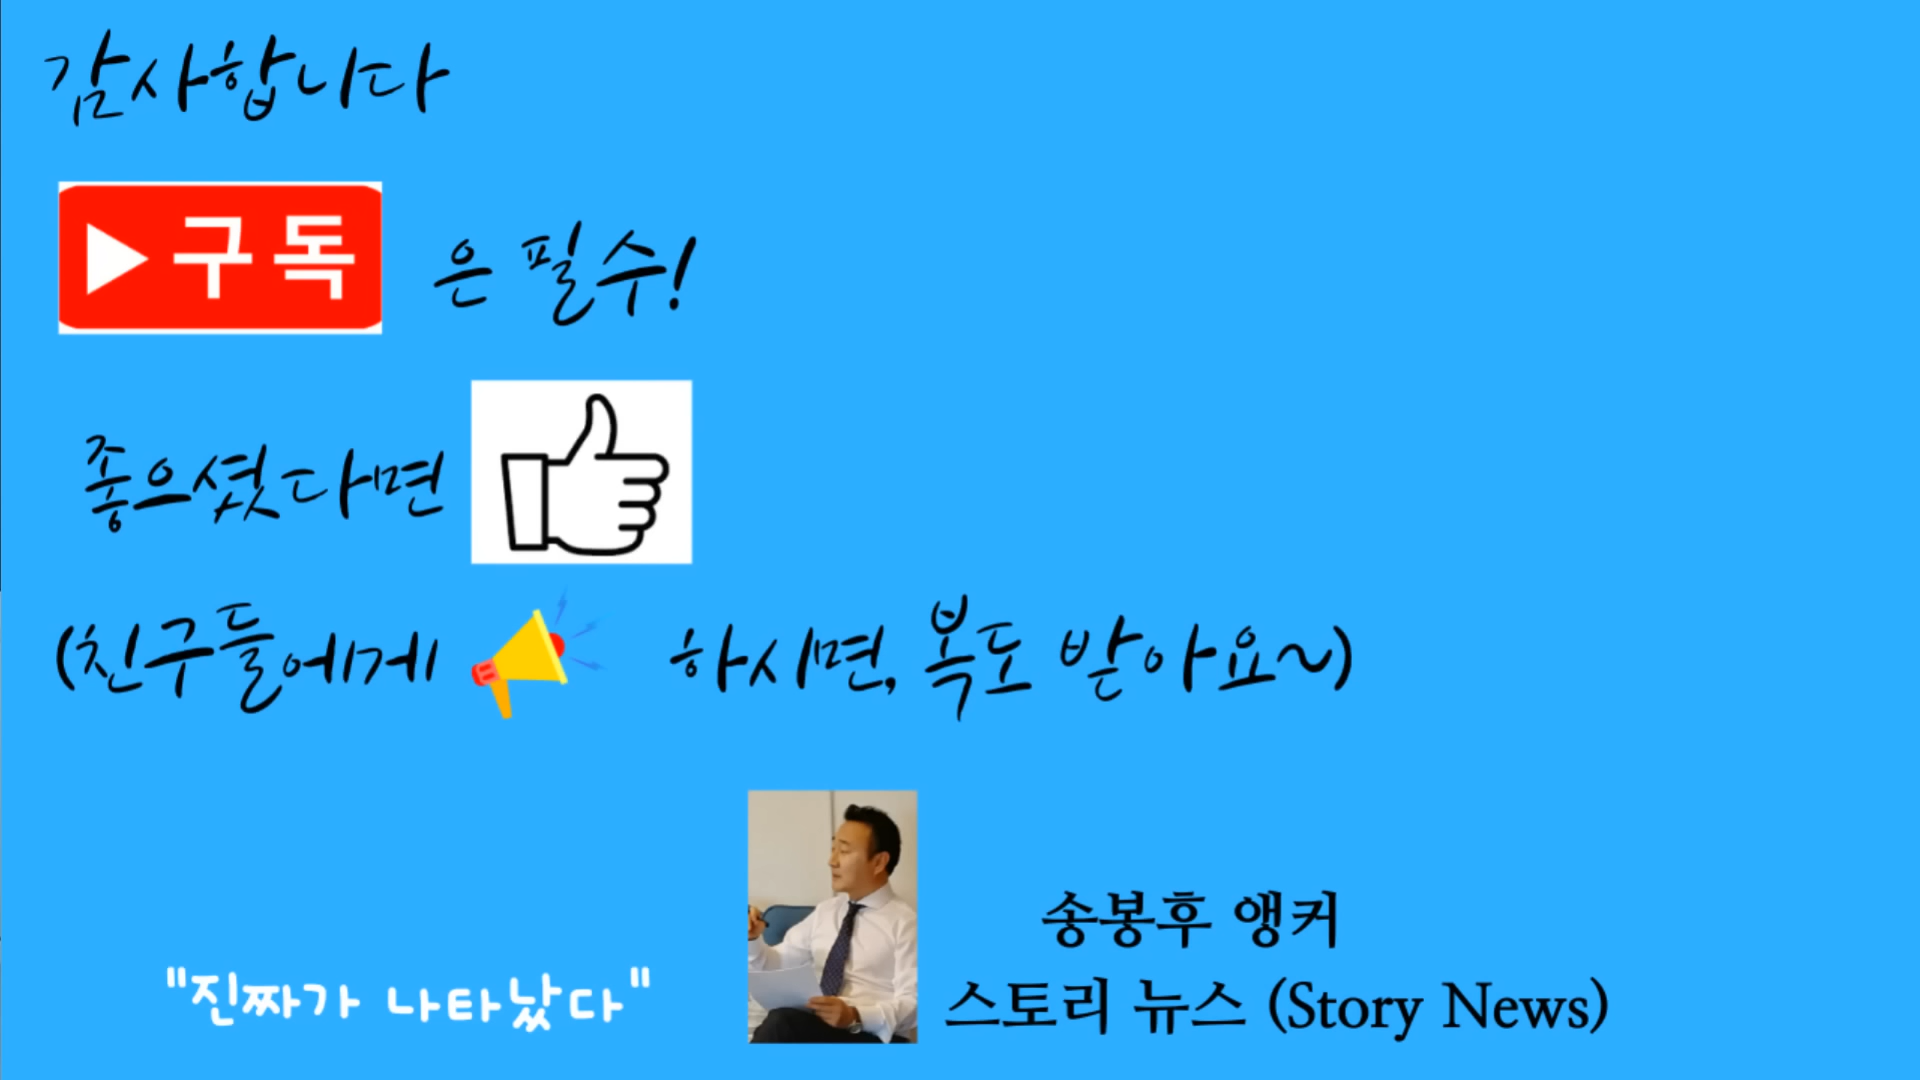 감사합니다
구독 은 필수!
좋으셨다면
(친구들에게 하시면, 복도 받아요~)
송봉후 앵커
"진짜가 나타났다"
스토리 뉴스 (Story News)